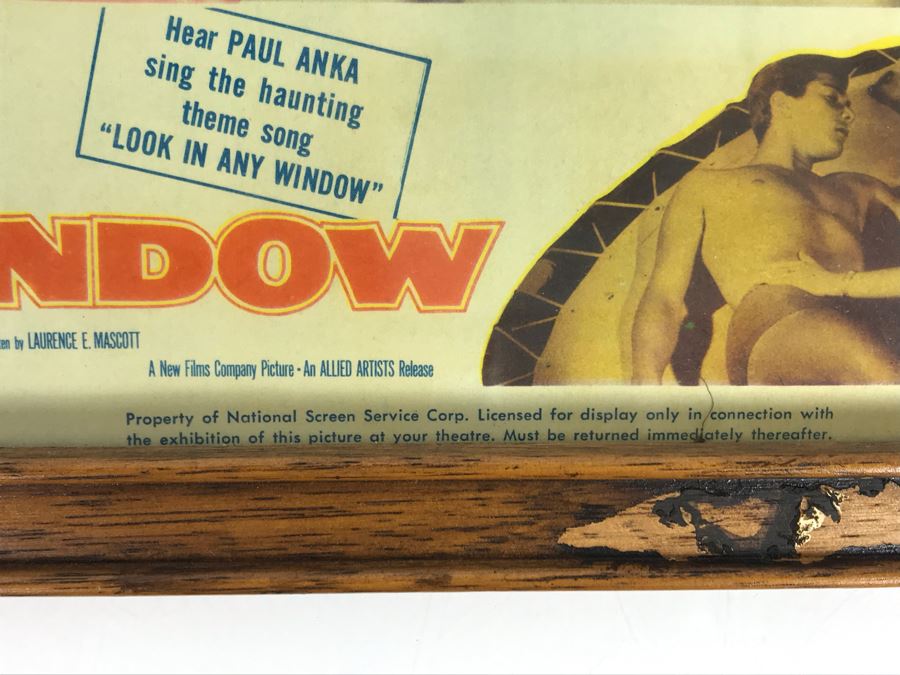 Hear PAUL ANKA
sing the haunting
theme song
"LOOK IN ANY WINDOW"
NDOW
ten by LAURENCE E. MASCOTT
A New Films Company Picture • An ALLIED ARTISTS Release
Property of National Screen Service Corp. Licensed for display only in connection with
the exhibition of this picture at your theatre. Must be returned immediately thereafter.